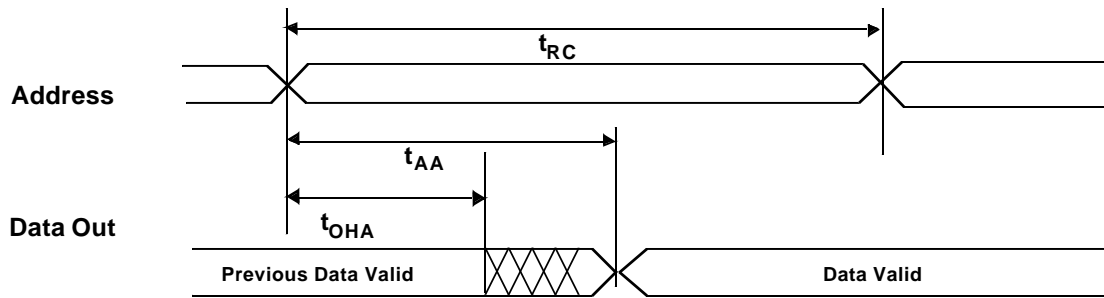 tRC
Address
tAA
tOHA
Data Out
Previous Data Valid
Data Valid